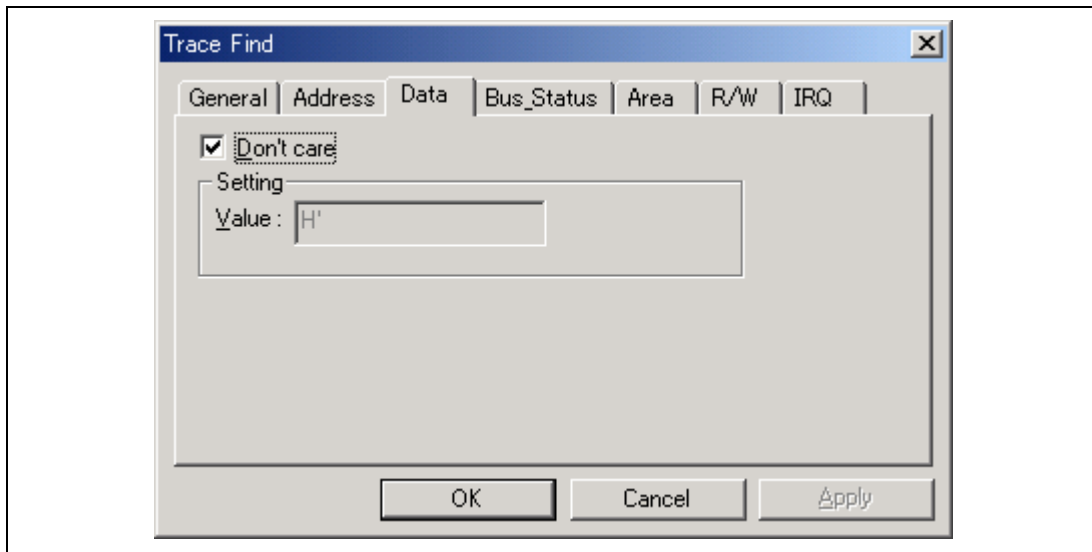 Trace Find
General Address Data Bus_Status Area R/W IRQ
Don't care
Setting
Value : H'
OK Cancel Apply